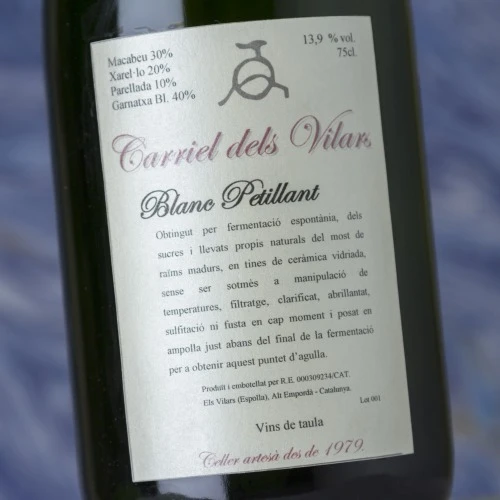 Macabeu 30%
Xarel·lo 20%
Parellada 10%
Garnatxa Bl. 40%
13,9 % vol.
75cl.
Carriel dels Vilars
Blanc Petillant
Obtingut per fermentació espontània, dels
sucres i llevats propis naturals del most de
raïms madurs, en tines de ceràmica vidriada,
sense ser sotmès a manipulació de
temperatures, filtratge, clarificat, abrillantat,
sulfitació ni fusta en cap moment i posat en
ampolla just abans del final de la fermentació
per a obtenir aquest puntet d’agulla.
Produït i embotellat per R.E. 000309234/CAT.
Els Vilars (Espolla), Alt Empordà - Catalunya.
Lot 001
Vins de taula
Celler artesà des de 1979.